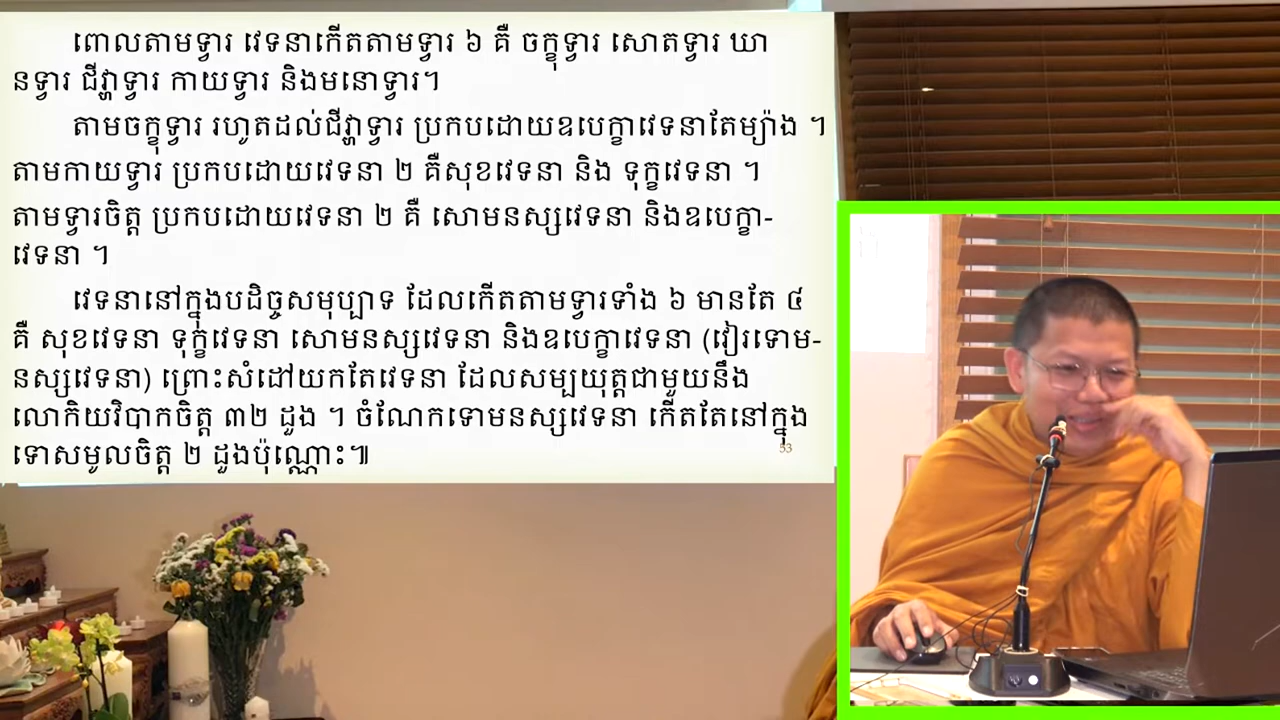 ពោលតាមទ្វារ វេទនាកើតតាមទ្វារ ៦ គឺ ចក្ខុទ្វារ សោតទ្វារ ឃា
នទ្វារ ជីវ្ហាទ្វារ កាយទ្វារ និងមនោទ្វារ។
តាមចក្ខុទ្វារ រហូតដល់ជីវ្ហាទ្វារ ប្រកបដោយឧបេក្ខាវេទនាតែម្យ៉ាង ។
តាមកាយទ្វារ ប្រកបដោយវេទនា ២ គឺសុខវេទនា និង ទុក្ខវេទនា ។
តាមទ្វារចិត្ត ប្រកបដោយវេទនា ២ គឺ សោមនស្សវេទនា និងឧបេក្ខា-
វេទនា ។
វេទនានៅក្នុងបដិច្ចសមុប្បាទ ដែលកើតតាមទ្វារទាំង ៦ មានតែ ៤
គឺ សុខវេទនា ទុក្ខវេទនា សោមនស្សវេទនា និងឧបេក្ខាវេទនា (វៀរទោម-
នស្សវេទនា) ព្រោះសំដៅយកតែវេទនា ដែលសម្បយុត្តជាមួយនឹង
លោកិយវិបាកចិត្ត ៣២ ដួង ។ ចំណែកទោមនស្សវេទនា កើតតែនៅក្នុង
ទោសមូលចិត្ត ២ ដួងប៉ុណ្ណោះ៕
53